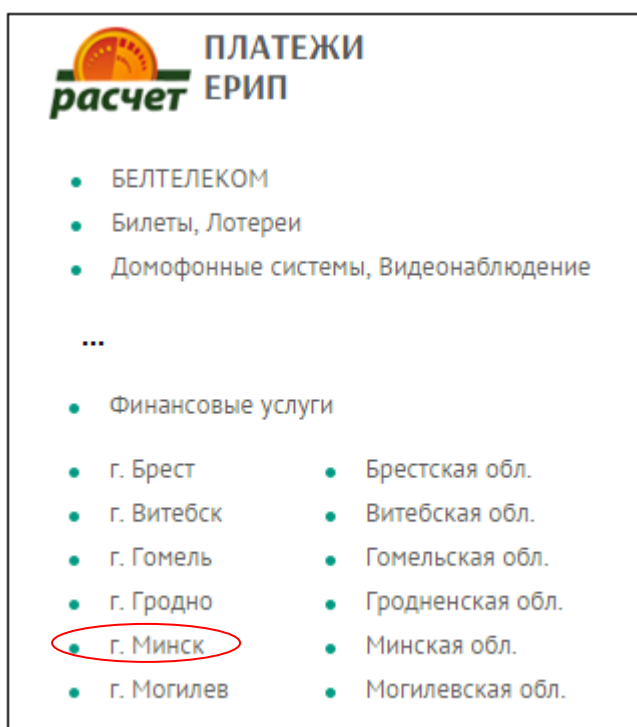 расчет
ПЛАТЕЖИ
ЕРИП
БЕЛТЕЛЕКОМ
Билеты, Лотереи
Домофонные системы, Видеонаблюдение
...
Финансовые услуги
г. Брест Брестская обл.
г. Витебск Витебская обл.
г. Гомель Гомельская обл.
г. Гродно Гродненская обл.
г. Минск Минская обл.
г. Могилев Могилевская обл.